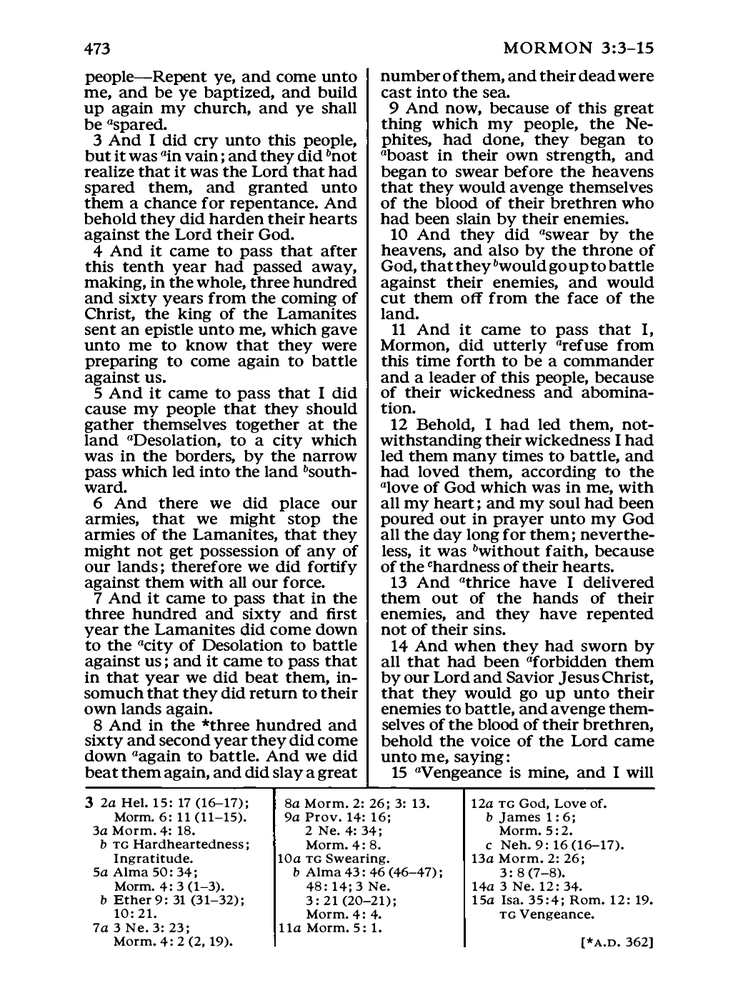 473
MORMON 3:3–15
people—Repent ye, and come unto
me, and be ye baptized, and build
up again my church, and ye shall
be ᵃspared.
3 And I did cry unto this people,
but it was ᵃin vain; and they did ᵇnot
realize that it was the Lord that had
spared them, and granted unto
them a chance for repentance. And
behold they did harden their hearts
against the Lord their God.
4 And it came to pass that after
this tenth year had passed away,
making, in the whole, three hundred
and sixty years from the coming of
Christ, the king of the Lamanites
sent an epistle unto me, which gave
unto me to know that they were
preparing to come again to battle
against us.
5 And it came to pass that I did
cause my people that they should
gather themselves together at the
land ᵃDesolation, to a city which
was in the borders, by the narrow
pass which led into the land ᵇsouth-
ward.
6 And there we did place our
armies, that we might stop the
armies of the Lamanites, that they
might not get possession of any of
our lands; therefore we did fortify
against them with all our force.
7 And it came to pass that in the
three hundred and sixty and first
year the Lamanites did come down
to the ᵃcity of Desolation to battle
against us; and it came to pass that
in that year we did beat them, in-
somuch that they did return to their
own lands again.
8 And in the *three hundred and
sixty and second year they did come
down ᵃagain to battle. And we did
beat them again, and did slay a great
number of them, and their dead were
cast into the sea.
9 And now, because of this great
thing which my people, the Ne-
phites, had done, they began to
ᵃboast in their own strength, and
began to swear before the heavens
that they would avenge themselves
of the blood of their brethren who
had been slain by their enemies.
10 And they did ᵃswear by the
heavens, and also by the throne of
God, that they ᵇwould go up to battle
against their enemies, and would
cut them off from the face of the
land.
11 And it came to pass that I,
Mormon, did utterly ᵃrefuse from
this time forth to be a commander
and a leader of this people, because
of their wickedness and abomina-
tion.
12 Behold, I had led them, not-
withstanding their wickedness I had
led them many times to battle, and
had loved them, according to the
ᵃlove of God which was in me, with
all my heart; and my soul had been
poured out in prayer unto my God
all the day long for them; neverthe-
less, it was ᵇwithout faith, because
of the ᶜhardness of their hearts.
13 And ᵃthrice have I delivered
them out of the hands of their
enemies, and they have repented
not of their sins.
14 And when they had sworn by
all that had been ᵃforbidden them
by our Lord and Savior Jesus Christ,
that they would go up unto their
enemies to battle, and avenge them-
selves of the blood of their brethren,
behold the voice of the Lord came
unto me, saying:
15 ᵃVengeance is mine, and I will
3 2a Hel. 15: 17 (16–17);
Morm. 6: 11 (11–15).
3a Morm. 4: 18.
b TG Hardheartedness;
Ingratitude.
5a Alma 50: 34;
Morm. 4: 3 (1–3).
b Ether 9: 31 (31–32);
10: 21.
7a 3 Ne. 3: 23;
Morm. 4: 2 (2, 19).
8a Morm. 2: 26; 3: 13.
9a Prov. 14: 16;
2 Ne. 4: 34;
Morm. 4: 8.
10a TG Swearing.
b Alma 43: 46 (46–47);
48: 14; 3 Ne.
3: 21 (20–21);
Morm. 4: 4.
11a Morm. 5: 1.
12a TG God, Love of.
b James 1: 6;
Morm. 5: 2.
c Neh. 9: 16 (16–17).
13a Morm. 2: 26;
3: 8 (7–8).
14a 3 Ne. 12: 34.
15a Isa. 35:4; Rom. 12: 19.
TG Vengeance.
[*A.D. 362]